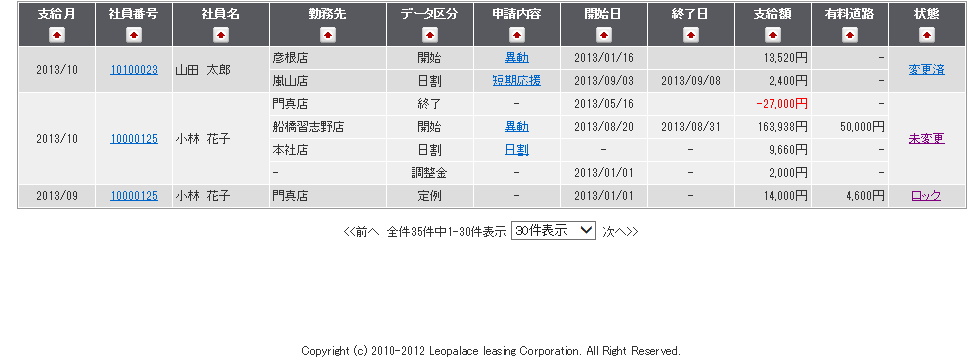 支給月 社員番号 社員名 勤務先 データ区分 申請内容 開始日 終了日 支給額 有料道路 状態
2013/10 10100023 山田 太郎 彦根店 開始 異動 2013/01/16 13,520円 - 変更済
嵐山店 日割 短期応援 2013/09/03 2013/09/08 2,400円 -
2013/10 10000125 小林 花子 門真店 終了 - 2013/05/16 -27,000円 - 未変更
船橋習志野店 開始 異動 2013/08/20 2013/08/31 163,938円 50,000円
本社店 日割 日割 - - 9,660円 -
- 調整金 - 2013/01/01 - 2,000円 -
2013/09 10000125 小林 花子 門真店 定例 - 2013/01/01 - 14,000円 4,600円 ロック
<<前へ 全件35件中1-30件表示 30件表示 次へ>>
Copyright (c) 2010-2012 Leopalace leasing Corporation. All Right Reserved.